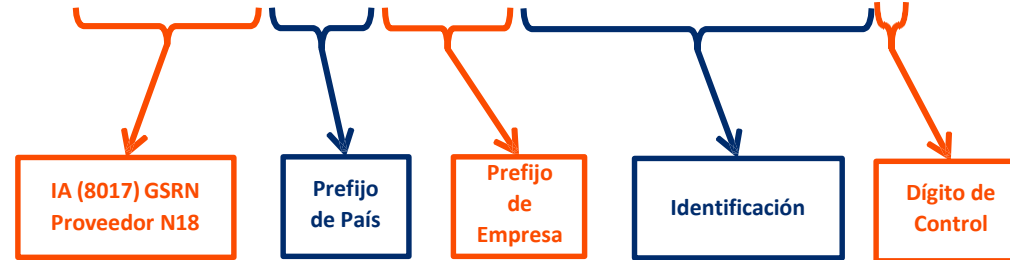 IA (8017) GSRN
Proveedor N18
Prefijo
de País
Prefijo
de
Empresa
Identificación
Dígito de
Control